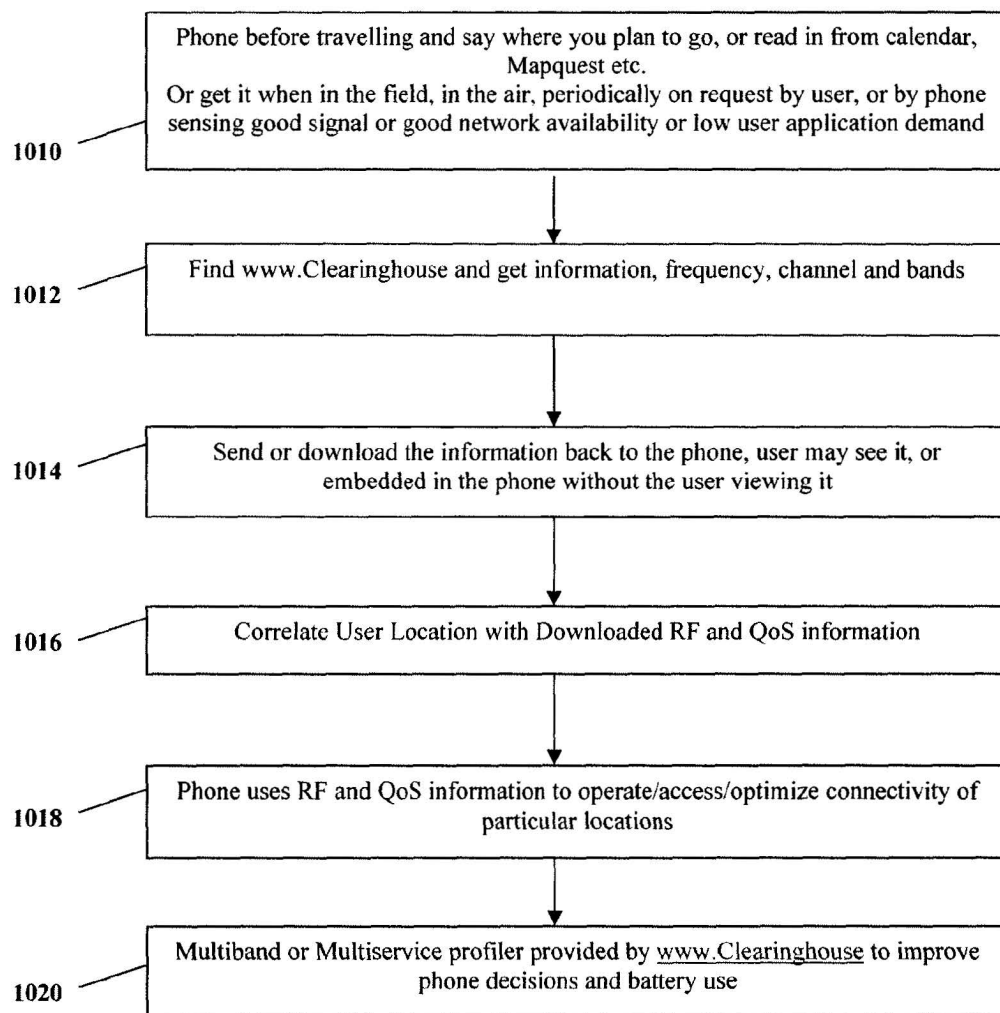 Phone before travelling and say where you plan to go, or read in from calendar,
Mapquest etc.
Or get it when in the field, in the air, periodically on request by user, or by phone
sensing good signal or good network availability or low user application demand
1010
Find www.Clearinghouse and get information, frequency, channel and bands
1012
Send or download the information back to the phone, user may see it, or
embedded in the phone without the user viewing it
1014
Correlate User Location with Downloaded RF and QoS information
1016
Phone uses RF and QoS information to operate/access/optimize connectivity of
particular locations
1018
Multiband or Multiservice profiler provided by www.Clearinghouse to improve
phone decisions and battery use
1020